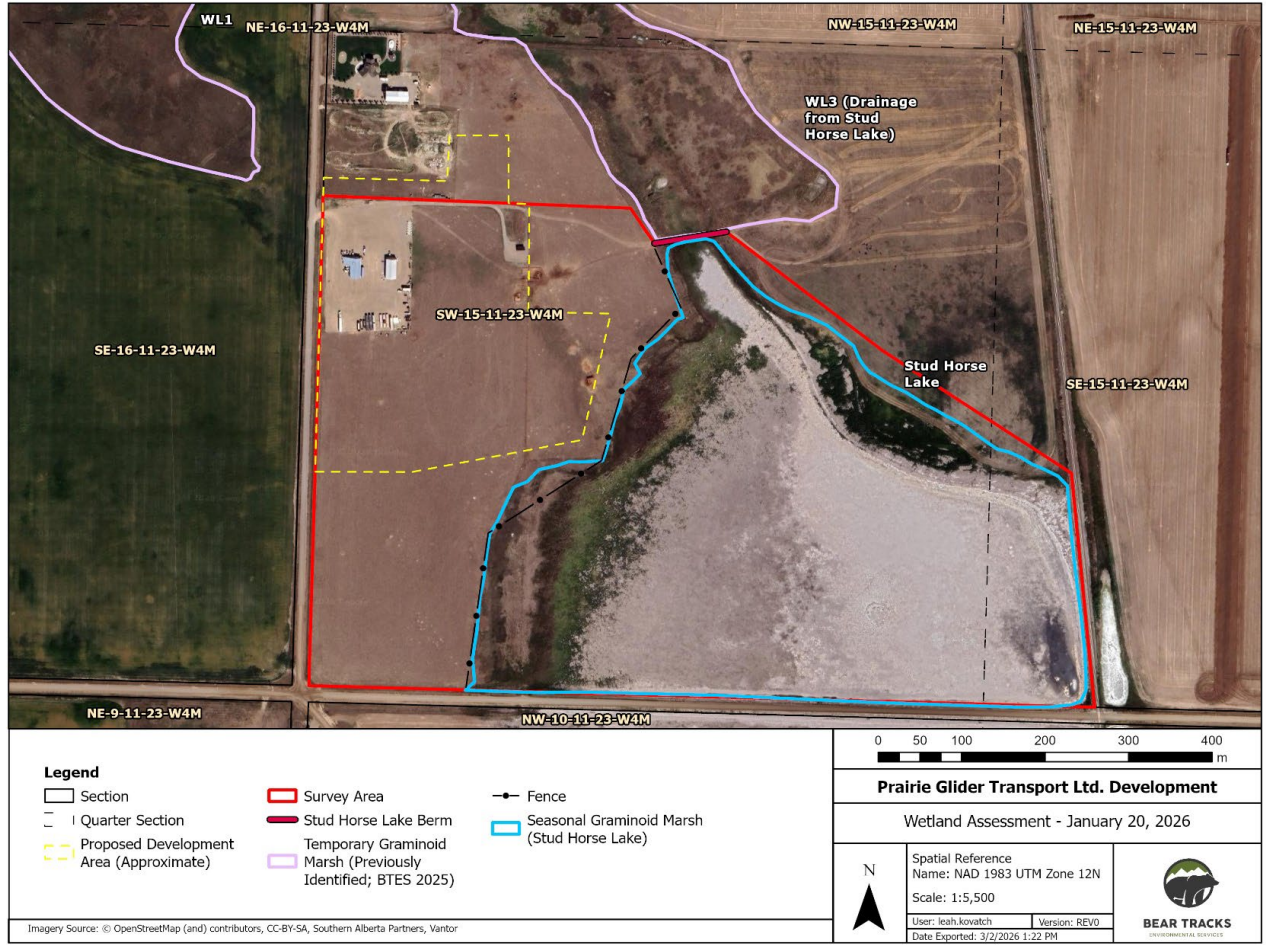 WL1
NE-16-11-23-W4M
NW-15-11-23-W4M
NE-15-11-23-W4M
WL3 (Drainage
from Stud
Horse Lake)
SW-15-11-23-W4M
SE-16-11-23-W4M
Stud Horse
Lake
SE-15-11-23-W4M
NE-9-11-23-W4M
NW-10-11-23-W4M
Legend
Section
Quarter Section
Proposed Development
Area (Approximate)
Survey Area
Stud Horse Lake Berm
Temporary Graminoid
Marsh (Previously
Identified; BTES 2025)
Fence
Seasonal Graminoid Marsh
(Stud Horse Lake)
Imagery Source: © OpenStreetMap (and) contributors, CC-BY-SA, Southern Alberta Partners, Vantor
0 50 100 200 300 400
m
Prairie Glider Transport Ltd. Development
Wetland Assessment - January 20, 2026
N
Spatial Reference
Name: NAD 1983 UTM Zone 12N
Scale: 1:5,500
User: leah.kovatch
Version: REV0
Date Exported: 3/2/2026 1:22 PM
BEAR TRACKS
ENVIRONMENTAL SERVICES